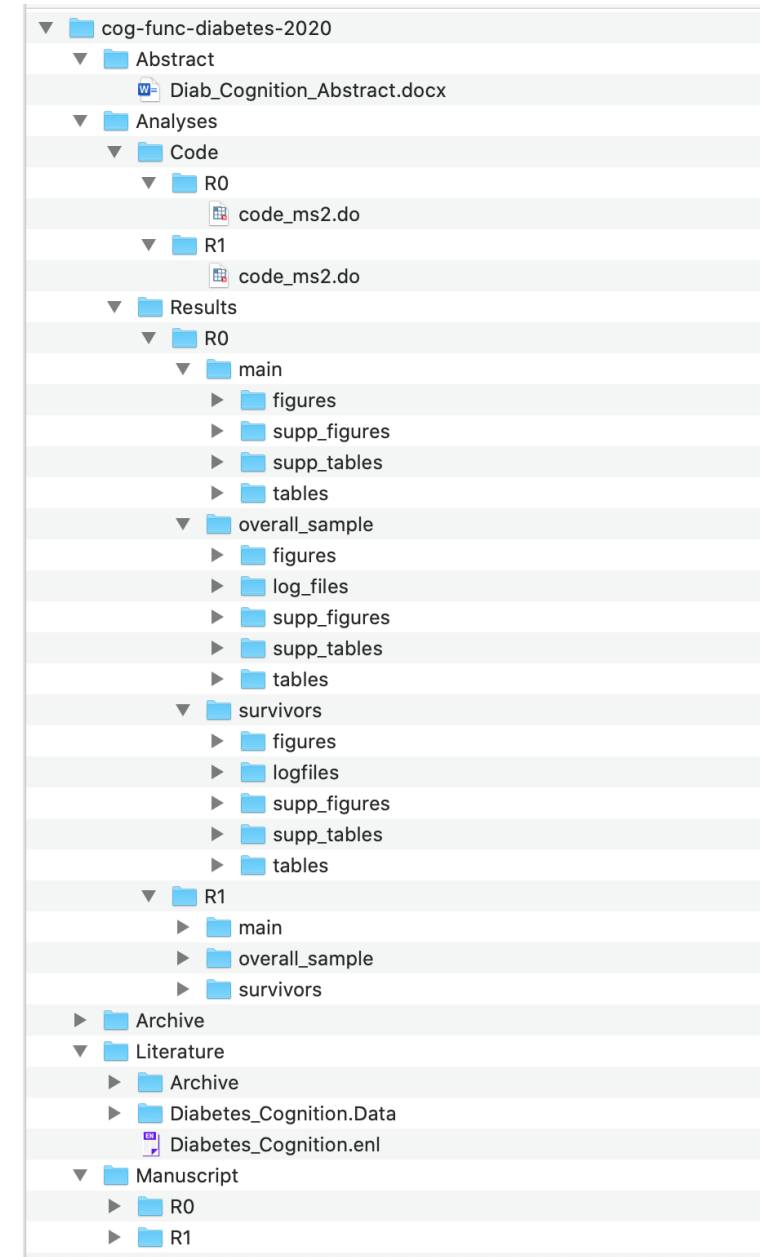 cog-func-diabetes-2020
Abstract
Diab_Cognition_Abstract.docx
Analyses
Code
R0
code_ms2.do
R1
code_ms2.do
Results
R0
main
figures
supp_figures
supp_tables
tables
overall_sample
figures
log_files
supp_figures
supp_tables
tables
survivors
figures
logfiles
supp_figures
supp_tables
tables
R1
main
overall_sample
survivors
Archive
Literature
Archive
Diabetes_Cognition.Data
Diabetes_Cognition.enl
Manuscript
R0
R1